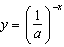 y = (1/a)^{-x}